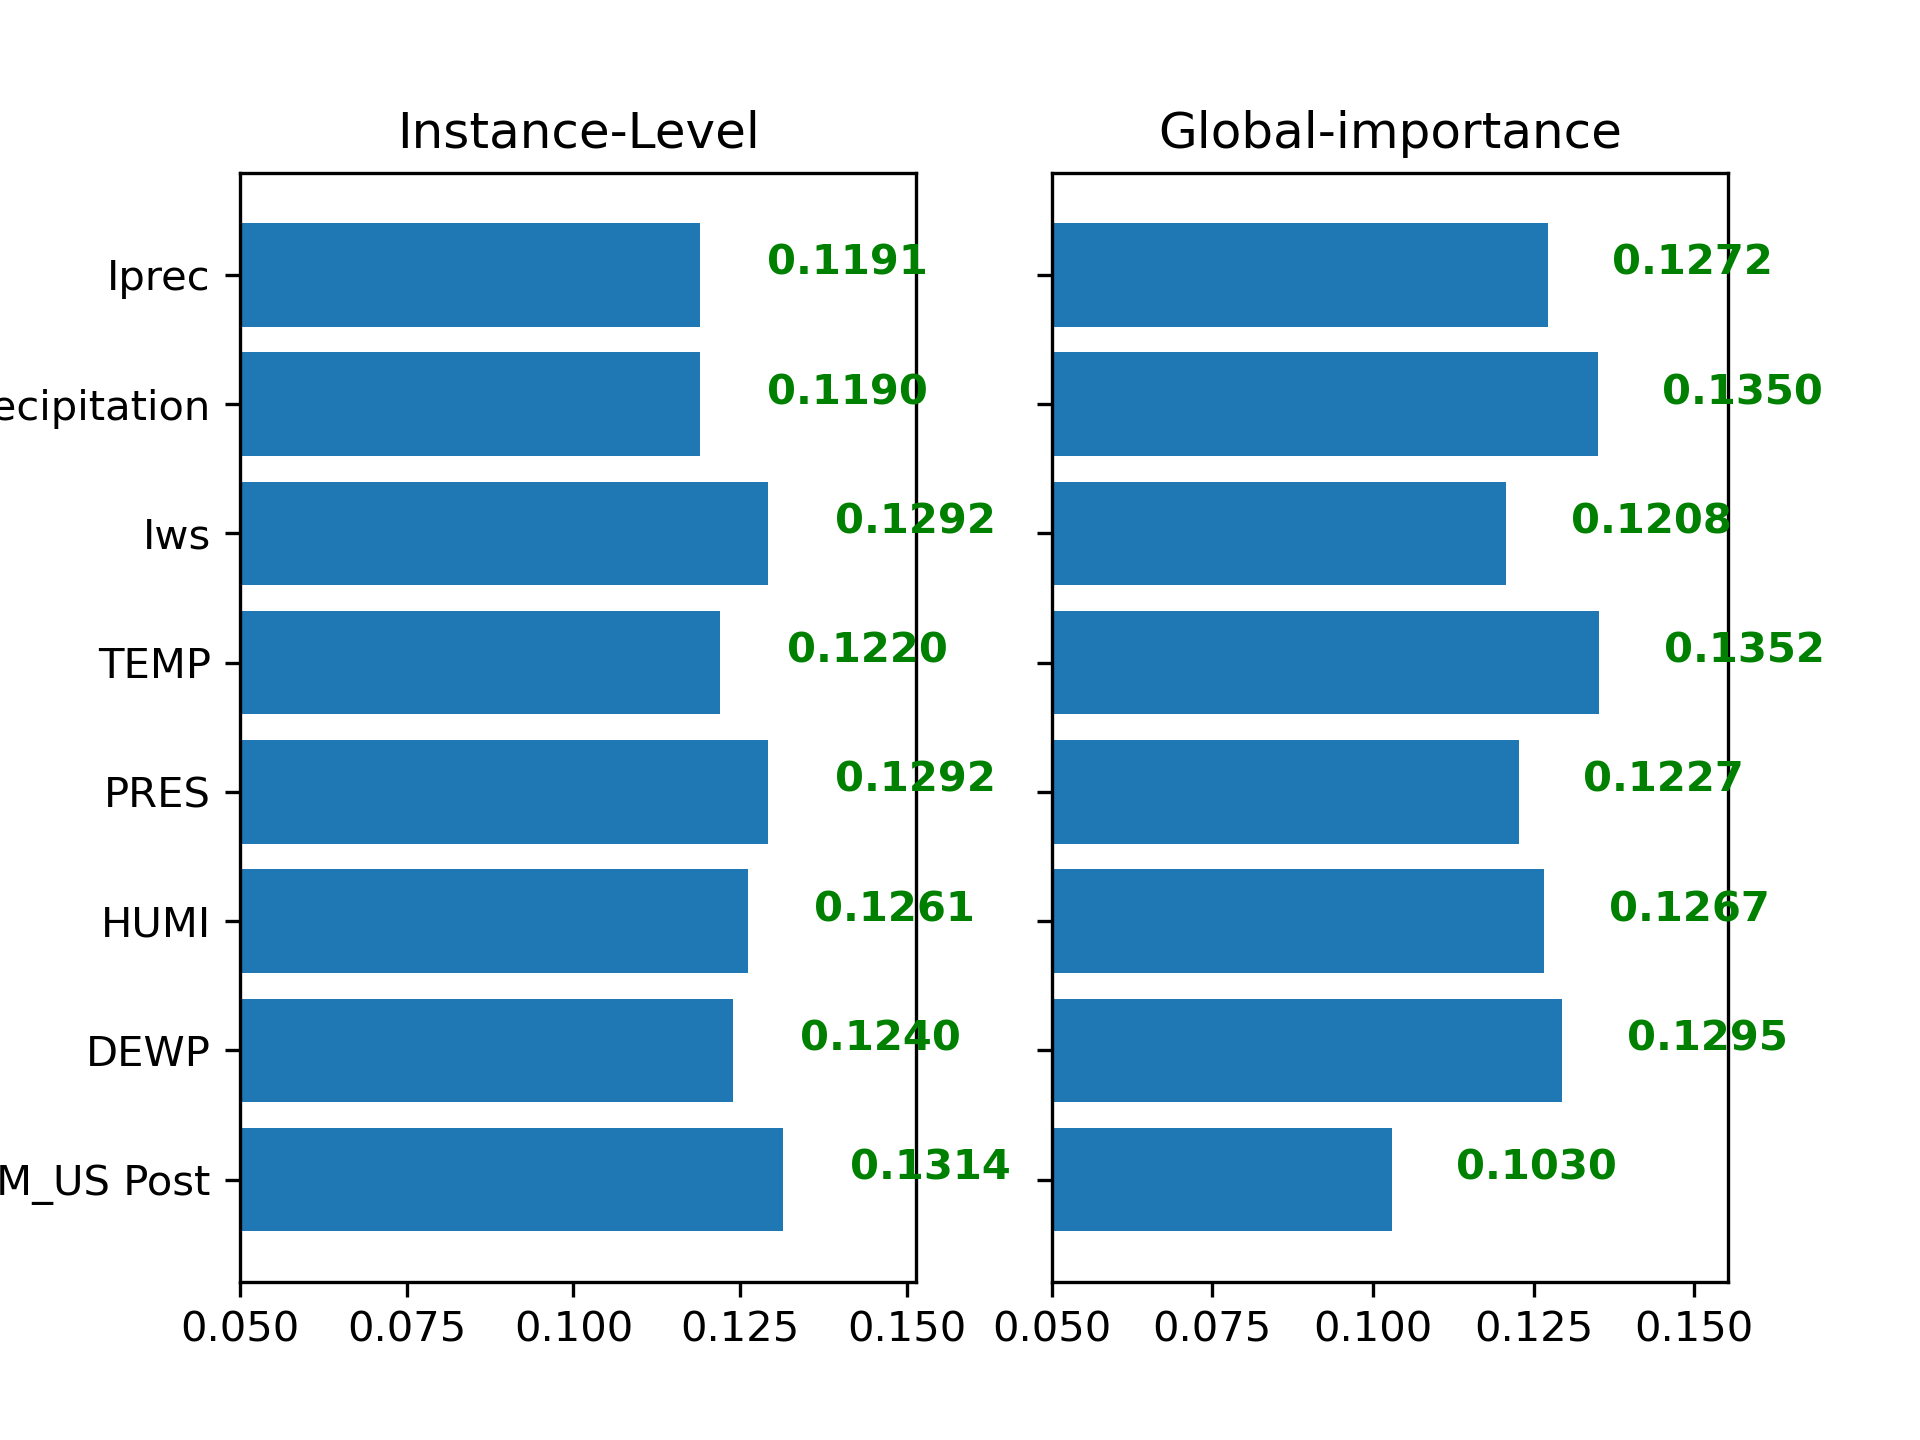 Instance-Level Global-importance
Iprec 0.1191 0.1272
ecipitation 0.1190 0.1350
Iws 0.1292 0.1208
TEMP 0.1220 0.1352
PRES 0.1292 0.1227
HUMI 0.1261 0.1267
DEWP 0.1240 0.1295
M_US Post 0.1314 0.1030
0.050 0.075 0.100 0.125 0.150 0.050 0.075 0.100 0.125 0.150